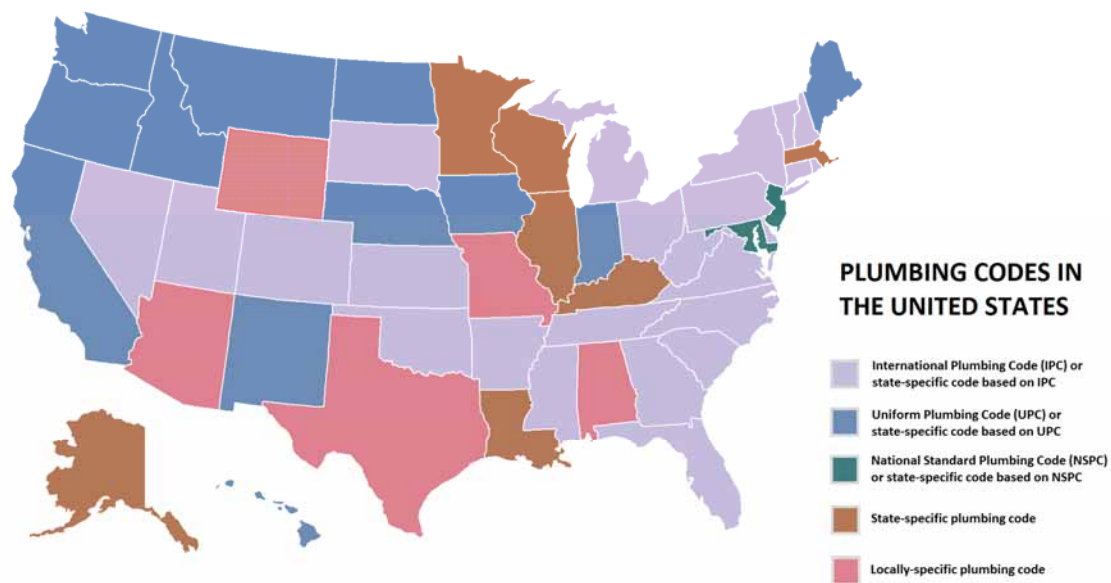 PLUMBING CODES IN
THE UNITED STATES
International Plumbing Code (IPC) or
state-specific code based on IPC
Uniform Plumbing Code (UPC) or
state-specific code based on UPC
National Standard Plumbing Code (NSPC)
or state-specific code based on NSPC
State-specific plumbing code
Locally-specific plumbing code